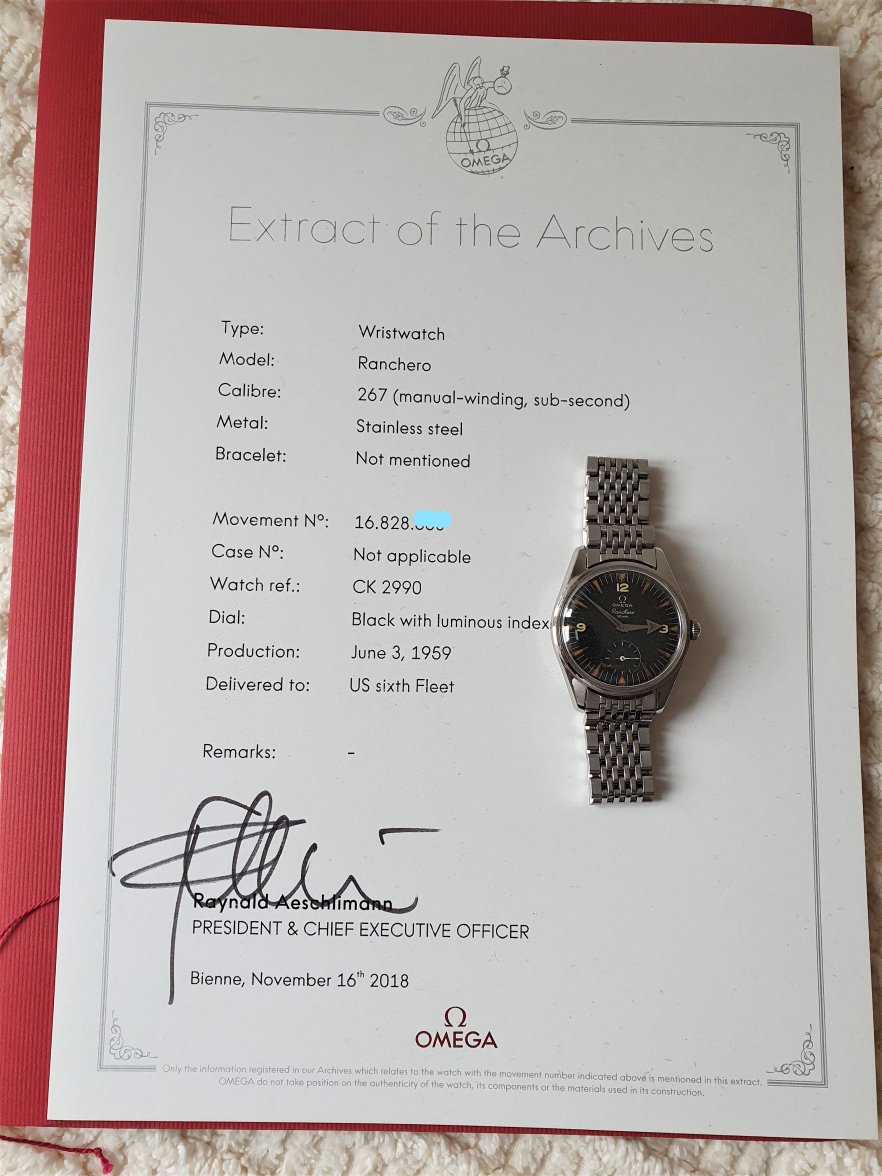 OMEGA
Extract of the Archives
Type: Wristwatch
Model: Ranchero
Calibre: 267 (manual-winding, sub-second)
Metal: Stainless steel
Bracelet: Not mentioned
Movement Nº: 16.828.
Case Nº: Not applicable
Watch ref.: CK 2990
Dial: Black with luminous index
Production: June 3, 1959
Delivered to: US sixth Fleet
Remarks: -
12
OMEGA
Ranchero
9 3
Raynald Aeschlimann
PRESIDENT & CHIEF EXECUTIVE OFFICER
Bienne, November 16th 2018
Ω
OMEGA
Only the information registered in our Archives which relates to the watch with the movement number indicated above is mentioned in this extract.
OMEGA do not take position on the authenticity of the watch, its components or the materials used in its construction.